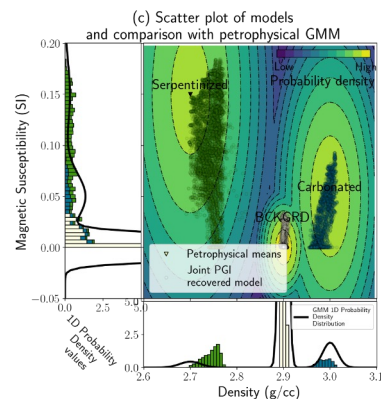 (c) Scatter plot of models
and comparison with petrophysical GMM
0.20
0.15
0.10
0.05
0.00
−0.05
Magnetic Susceptibility (SI)
Low
High
Probability density
Serpentinized
Carbonated
BCKGRD
Petrophysical means
Joint PGI
recovered model
0.0
2.5
5.0
1D Probability
Density
values
GMM 1D Probability
Density
Distribution
2.5
0.0
2.6
2.7
2.8
2.9
3.0
3.1
Density (g/cc)